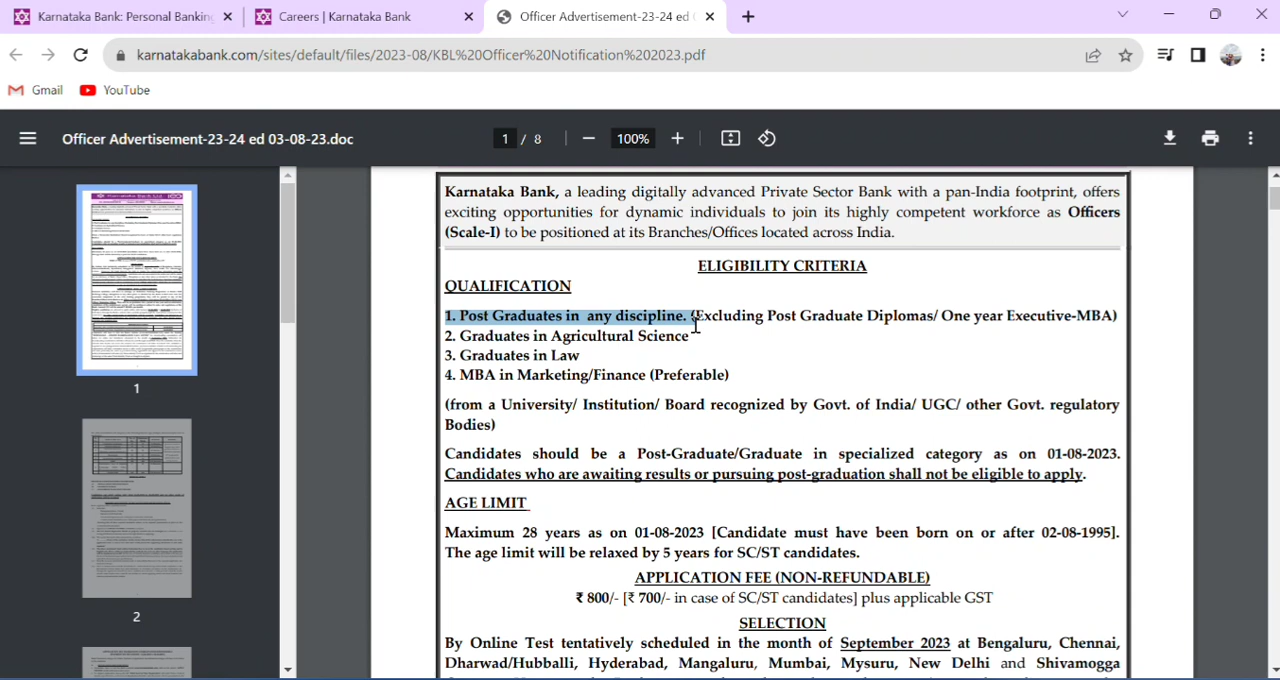 Karnataka Bank: Personal Banking
Careers | Karnataka Bank
Officer Advertisement-23-24 ed
karnatakabank.com/sites/default/files/2023-08/KBL%20Officer%20Notification%202023.pdf
Gmail
YouTube
Officer Advertisement-23-24 ed 03-08-23.doc
1 / 8
100%
Karnataka Bank, a leading digitally advanced Private Sector Bank with a pan-India footprint, offers
exciting opportunities for dynamic individuals to join its highly competent workforce as Officers
(Scale-I) to be positioned at its Branches/Offices located across India.
ELIGIBILITY CRITERIA
QUALIFICATION
1. Post Graduates in any discipline. (Excluding Post Graduate Diplomas/ One year Executive-MBA)
2. Graduates in Agricultural Science
3. Graduates in Law
4. MBA in Marketing/Finance (Preferable)
(from a University/ Institution/ Board recognized by Govt. of India/ UGC/ other Govt. regulatory
Bodies)
Candidates should be a Post-Graduate/Graduate in specialized category as on 01-08-2023.
Candidates who are awaiting results or pursuing post-graduation shall not be eligible to apply.
AGE LIMIT
Maximum 28 years as on 01-08-2023 [Candidate must have been born on or after 02-08-1995].
The age limit will be relaxed by 5 years for SC/ST candidates.
APPLICATION FEE (NON-REFUNDABLE)
₹ 800/- [₹ 700/- in case of SC/ST candidates] plus applicable GST
SELECTION
By Online Test tentatively scheduled in the month of September 2023 at Bengaluru, Chennai,
Dharwad/Hubballi, Hyderabad, Mangaluru, Mumbai, Mysuru, New Delhi and Shivamogga
1
2